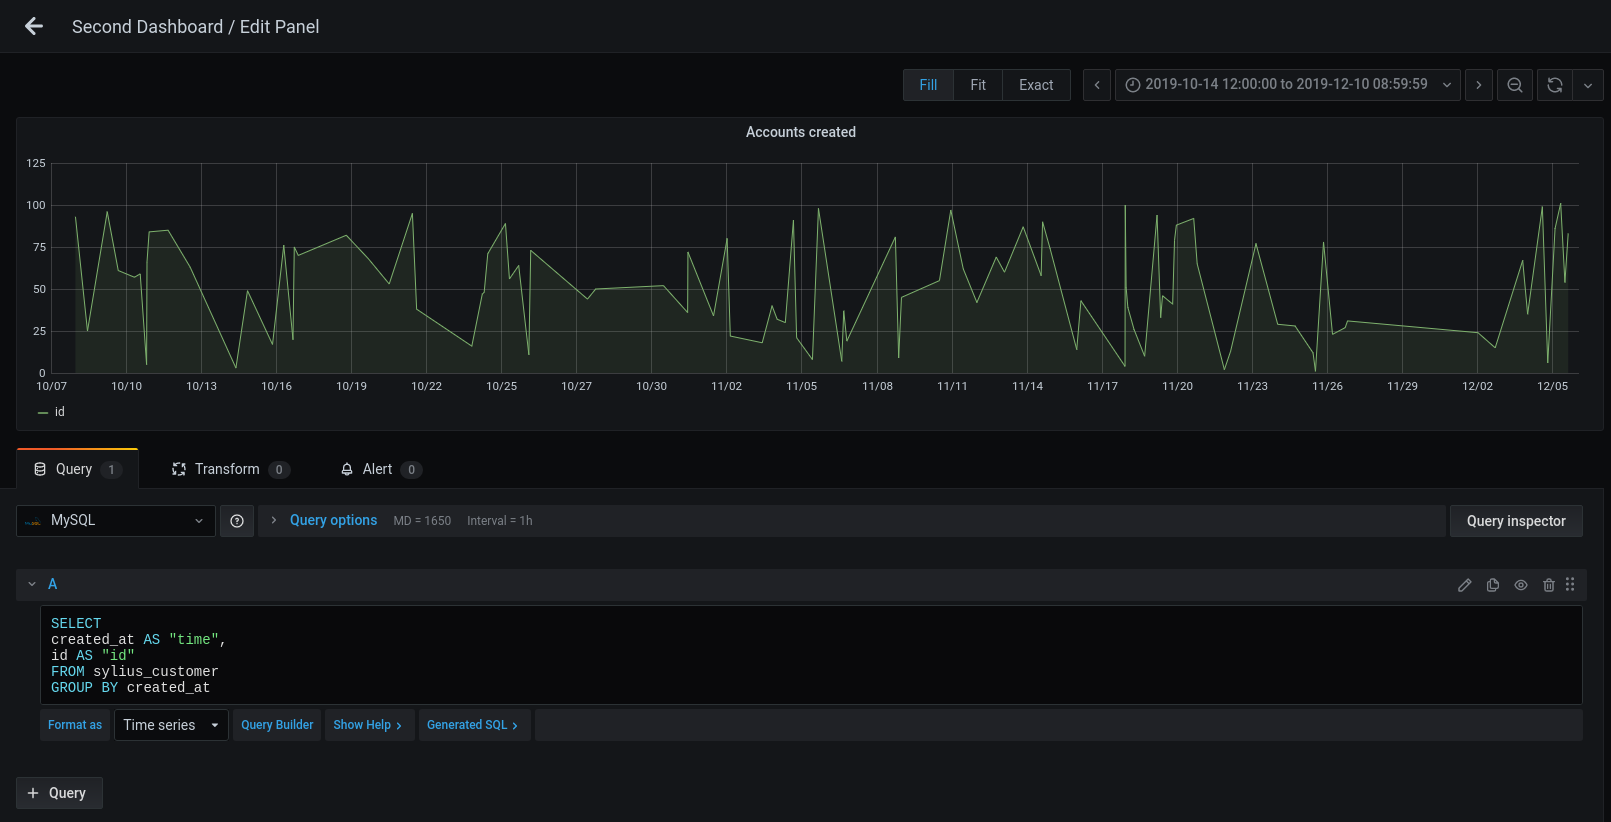 Second Dashboard / Edit Panel
Fill Fit Exact 2019-10-14 12:00:00 to 2019-12-10 08:59:59
Accounts created
125
100
75
50
25
0
10/07 10/10 10/13 10/16 10/19 10/22 10/25 10/27 10/30 11/02 11/05 11/08 11/11 11/14 11/17 11/20 11/23 11/26 11/29 12/02 12/05
id
Query 1 Transform 0 Alert 0
MySQL Query options MD = 1650 Interval = 1h Query inspector
A
SELECT
created_at AS "time",
id AS "id"
FROM sylius_customer
GROUP BY created_at
Format as Time series Query Builder Show Help > Generated SQL >
+ Query